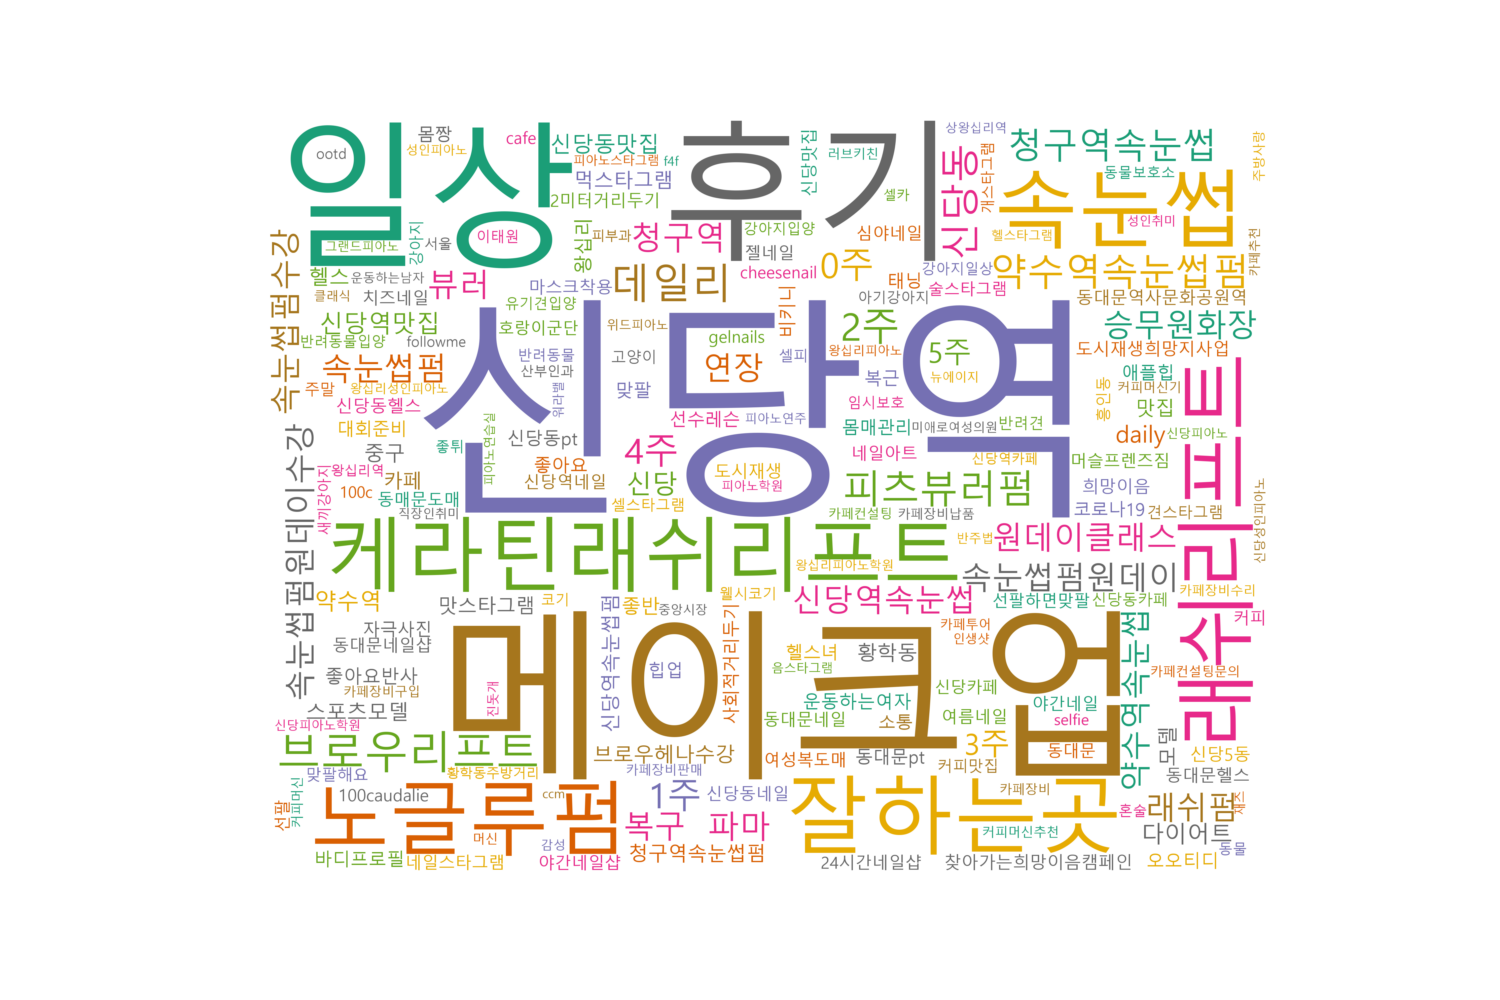 일상
후기
몸짱
cafe
신당동맛집
ootd
성인피아노
피아노스타그램
f4f
먹스타그램
2미터거리두기
신당맛집
러브키친
셀카
신당동
개스타그램
상왕십리역
청구역속눈썹
동물보호소
주방사랑
속눈썹
성인취미
헬스타그램
카페추천
그랜드피아노
강아지
서울
이태원
왕십리
피부과
청구역
강아지입양
젤네일
심야네일
속눈썹펌수강
헬스
운동하는남자
뷰러
마스크착용
데일리
cheesenail
0주
강아지일상
약수역속눈썹펌
클래식
치즈네일
유기견입양
비키니
태닝
술스타그램
아기강아지
동대문역사문화공원역
신당역맛집
호랑이군단
위드피아노
2주
승무원화장
반려동물입양
followme
gelnails
5주
신당역
속눈썹펌
반려동물
고양이
연장
셀피
왕십리피아노
도시재생희망지사업
산부인과
뉴에이지
애플힙
주말
왕십리성인피아노
워라벨
맞팔
복근
홍인동
커피머신기
신당동헬스
선수레슨
피아노연주
임시보호
맛집
대회준비
좋튀
피아노연습실
신당동pt
4주
몸매관리
미애로여성의원
반려견
daily
신당피아노
중구
좋아요
네일아트
신당역카페
머슬프렌즈짐
래쉬리프트
왕십리역
새끼강아지
카페
신당역네일
신당
도시재생
피아노학원
피츠뷰러펌
희망이음
100c
동매문도매
직장인취미
셀스타그램
카페컨설팅
카페장비납품
코로나19
견스타그램
신당성인피아노
속눈썹펌원데이수강
케라틴래쉬리프트
반주법
원데이클래스
왕십리피아노학원
속눈썹펌원데이
약수역
맛스타그램
코기
신당역속눈썹펌
좋반
중앙시장
웰시코기
신당역속눈썹
선팔하면맞팔
신당동카페
카페장비수리
커피
자극사진
동대문네일샵
사회적거리두기
카페투어
인생샷
메이크업
헬스녀
황학동
약수역속눈썹
좋아요반사
카페장비구입
진돗개
힙업
음스타그램
신당카페
카페컨설팅문의
스포츠모델
운동하는여자
야간네일
신당피아노학원
동대문네일
소통
여름네일
selfie
브로우리프트
브로우헤나수강
여성복도매
동대문pt
3주
동대문
모델
신당5동
맞팔해요
황학동주방거리
카페장비판매
커피맛집
동대문헬스
선팔
커피머신
100caudalie
ccm
1주
신당동네일
잘하는곳
카페장비
혼술
래쉬펌
재즈
노글루펌
머신
복구
파마
커피머신추천
다이어트
바디프로필
네일스타그램
감성
야간네일샵
청구역속눈썹펌
24시간네일샵
찾아가는희망이음캠페인
오오티디
동물